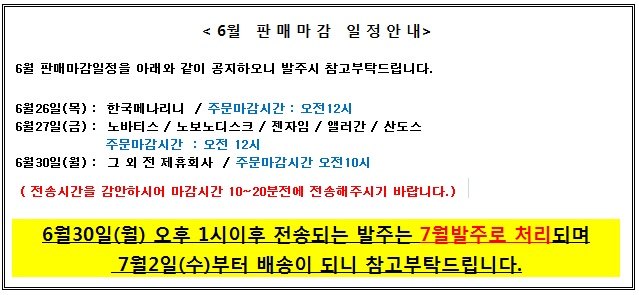 < 6월 판매마감 일정안내>
6월 판매마감일정을 아래와 같이 공지하오니 발주시 참고부탁드립니다.
6월26일(목) : 한국메나리니 / 주문마감시간 : 오전12시
6월27일(금) : 노바티스 / 노보노디스크 / 젠자임 / 앨러간 / 산도스
주문마감시간 : 오전 12시
6월30일(월) : 그 외 전 제휴회사 / 주문마감시간 오전10시
( 전송시간을 감안하시어 마감시간 10~20분전에 전송해주시기 바랍니다.)
6월30일(월) 오후 1시이후 전송되는 발주는 7월발주로 처리되며
7월2일(수)부터 배송이 되니 참고부탁드립니다.